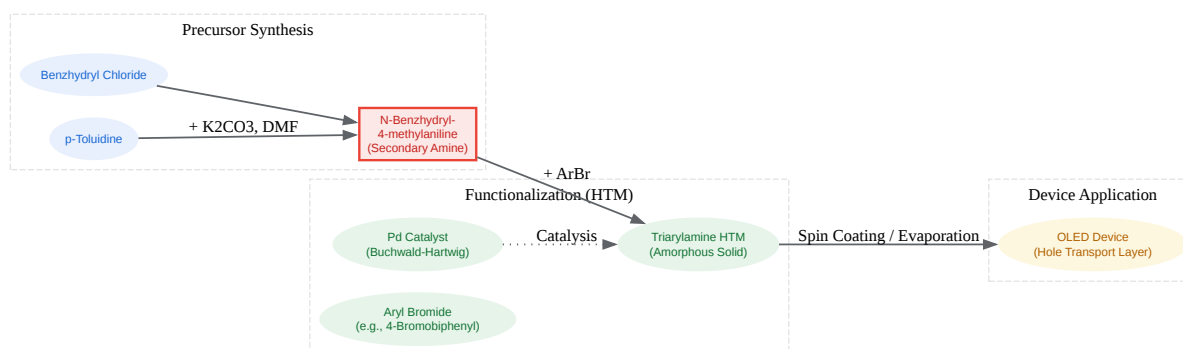 Precursor Synthesis
Benzhydryl Chloride
p-Toluidine
+ K2CO3, DMF
N-Benzhydryl-
4-methylaniline
(Secondary Amine)
+ ArBr
Functionalization (HTM)
Pd Catalyst
(Buchwald-Hartwig)
Catalysis
Triarylamine HTM
(Amorphous Solid)
Aryl Bromide
(e.g., 4-Bromobiphenyl)
Spin Coating / Evaporation
Device Application
OLED Device
(Hole Transport Layer)